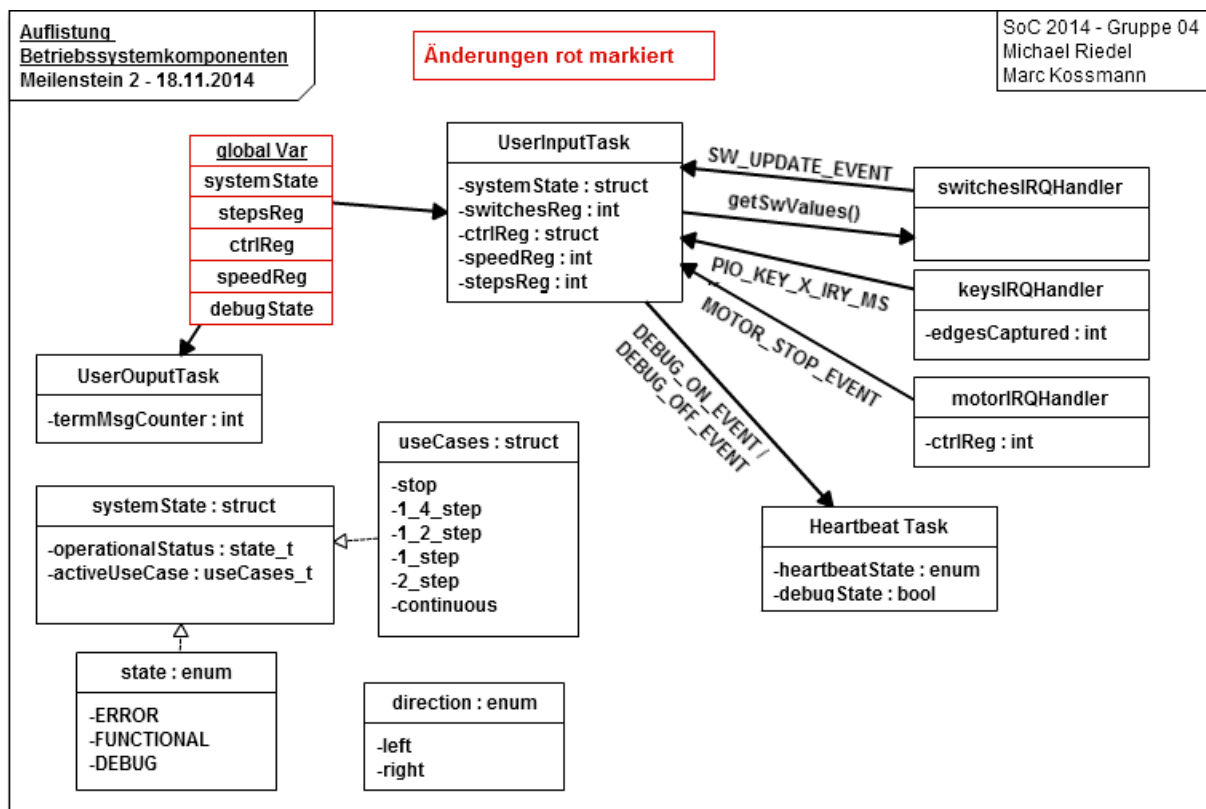 Auflistung
Betriebssystemkomponenten
Meilenstein 2 - 18.11.2014
Änderungen rot markiert
SoC 2014 - Gruppe 04
Michael Riedel
Marc Kossmann
global Var
systemState
stepsReg
ctrlReg
speedReg
debugState
UserInputTask
-systemState : struct
-switchesReg : int
-ctrlReg : struct
-speedReg : int
-stepsReg : int
SW_UPDATE_EVENT
getSwValues()
PIO_KEY_X_IRY_MS
MOTOR_STOP_EVENT
DEBUG_ON_EVENT /
DEBUG_OFF_EVENT
switchesIRQHandler
keysIRQHandler
-edgesCaptured : int
motorIRQHandler
-ctrlReg : int
UserOuputTask
-termMsgCounter : int
useCases : struct
-stop
-1_4_step
-1_2_step
-1_step
-2_step
-continuous
systemState : struct
-operationalStatus : state_t
-activeUseCase : useCases_t
Heartbeat Task
-heartbeatState : enum
-debugState : bool
state : enum
-ERROR
-FUNCTIONAL
-DEBUG
direction : enum
-left
-right